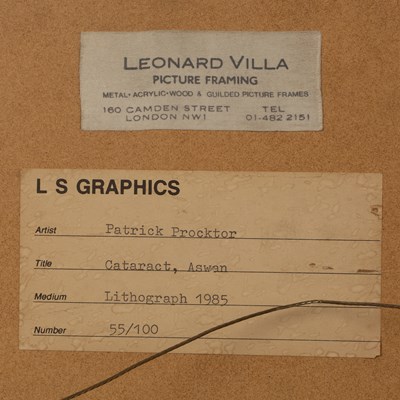 LEONARD VILLA
PICTURE FRAMING
METAL·ACRYLIC·WOOD & GUILDED PICTURE FRAMES
160 CAMDEN STREET TEL
LONDON NW1 01-482 2151
L S GRAPHICS
Artist Patrick Procktor
Title Cataract, Aswan
Medium Lithograph 1985
Number 55/100